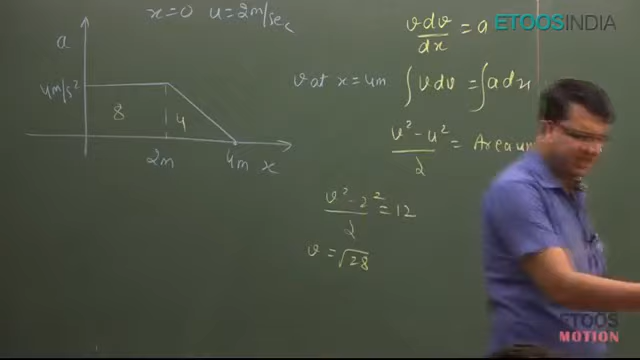 x=0 u=2m/sec
a
4m/s²
8
4
2m
4m x
v at x=4m
v dv/dx = a
∫v dv = ∫a dx
v²-u²/2 = Area un
v²-2²/2 = 12
v = √28
ETOOSINDIA
ETOOS
MOTION